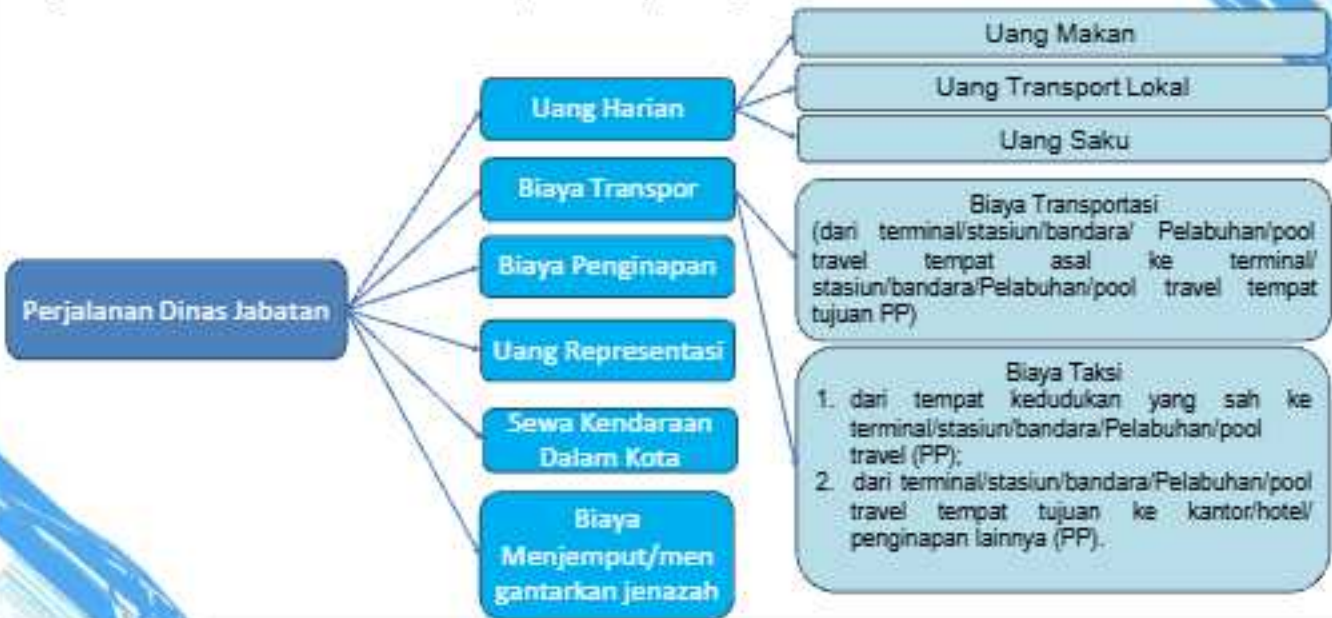 Perjalanan Dinas Jabatan
Uang Harian
Biaya Transpor
Biaya Penginapan
Uang Representasi
Sewa Kendaraan
Dalam Kota
Biaya
Menjemput/men
gantarkan jenazah
Uang Makan
Uang Transport Lokal
Uang Saku
Biaya Transportasi
(dari terminal/stasiun/bandara/ Pelabuhan/pool
travel tempat asal ke terminal/
stasiun/bandara/Pelabuhan/pool travel tempat
tujuan PP)
Biaya Taksi
1. dari tempat kedudukan yang sah ke
terminal/stasiun/bandara/Pelabuhan/pool
travel (PP);
2. dari terminal/stasiun/bandara/Pelabuhan/pool
travel tempat tujuan ke kantor/hotel/
penginapan lainnya (PP).